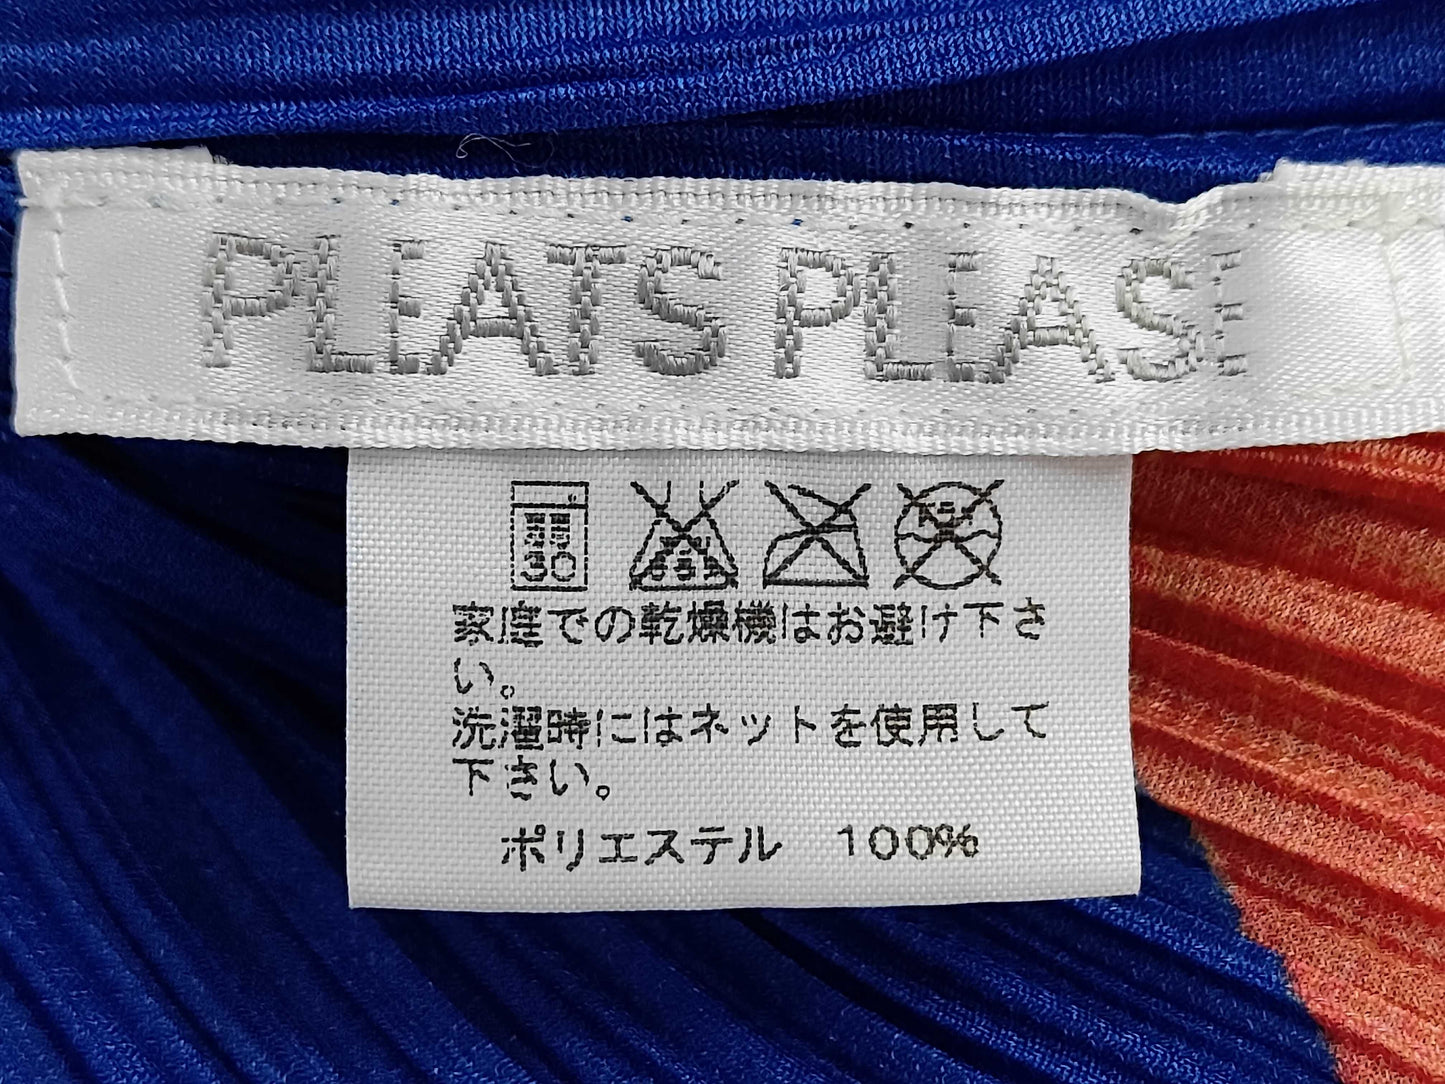 PLEATS PLEASE
30
家庭での乾燥機はお避け下さ
い。
洗濯時にはネットを使用して
下さい。
ポリエステル 100%